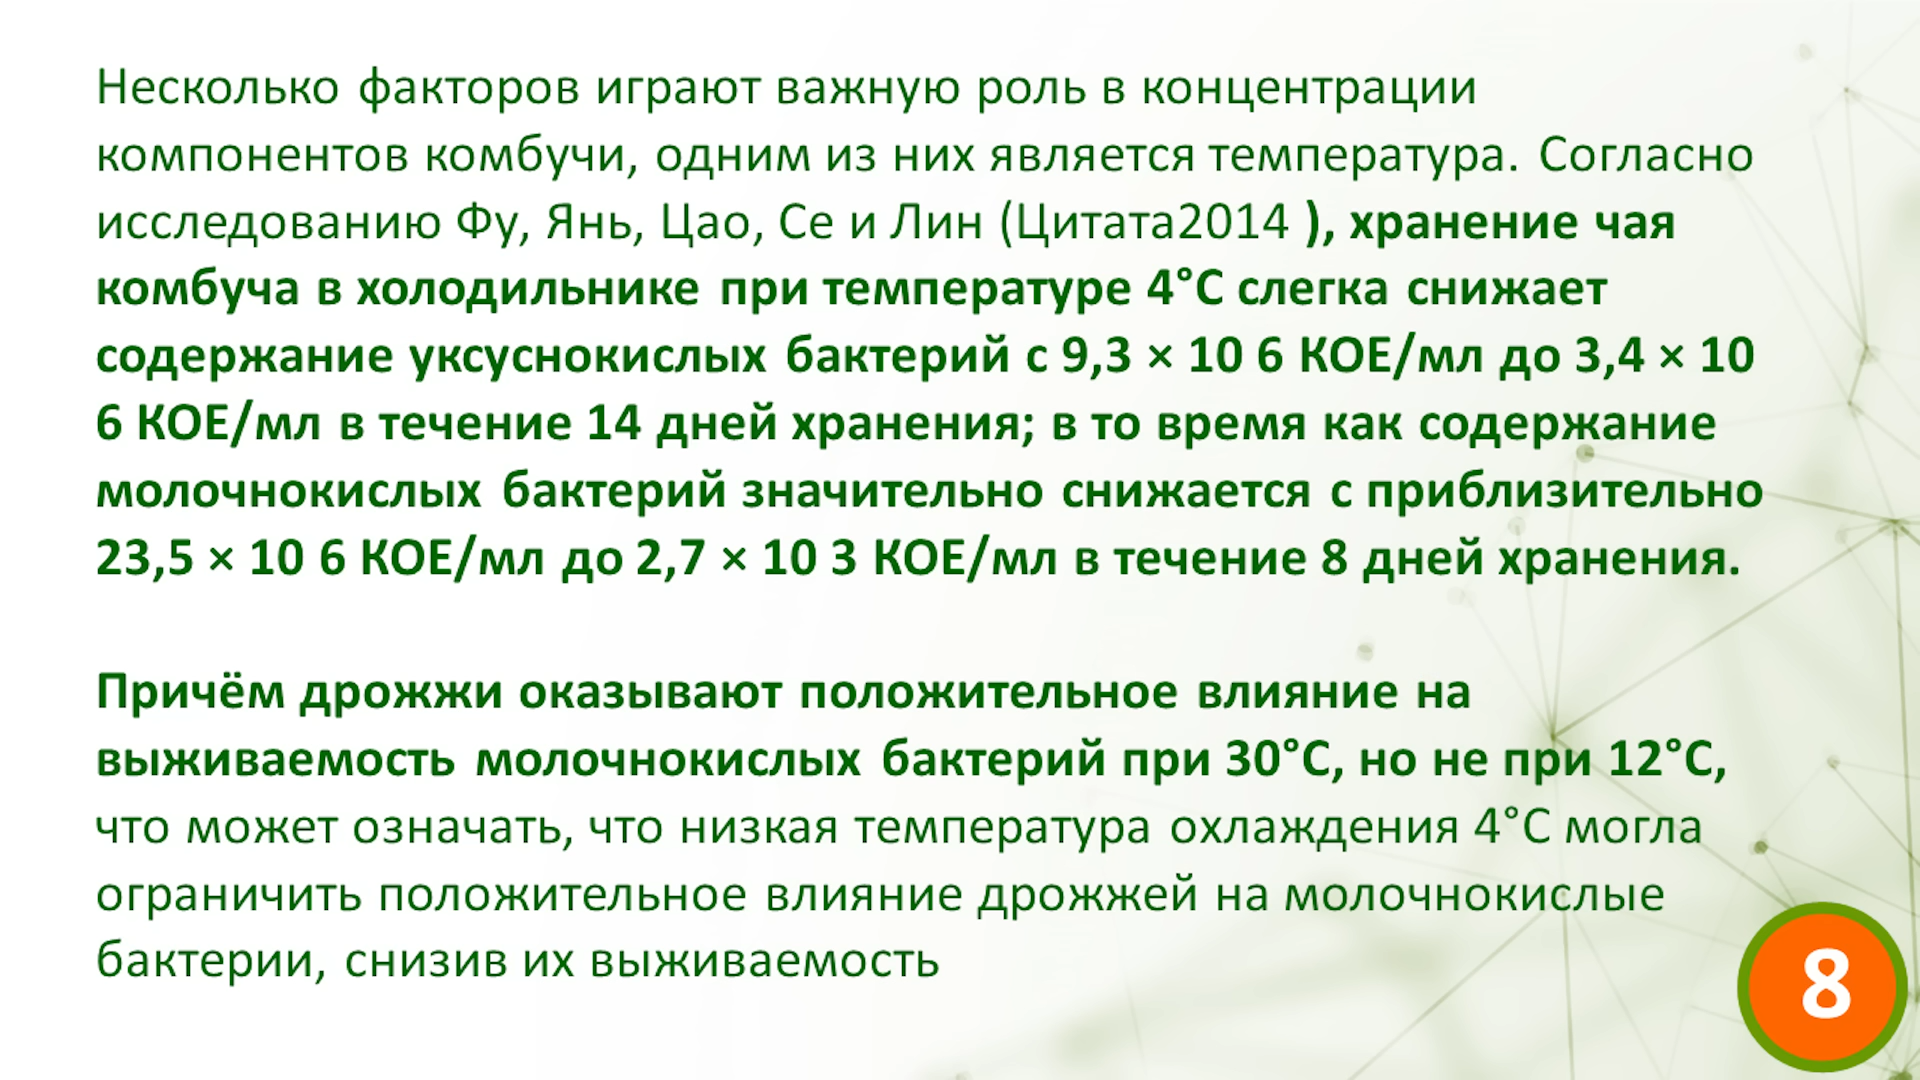 Несколько факторов играют важную роль в концентрации
компонентов комбучи, одним из них является температура. Согласно
исследованию Фу, Янь, Цао, Се и Лин (Цитата2014 ), хранение чая
комбуча в холодильнике при температуре 4°C слегка снижает
содержание уксуснокислых бактерий с 9,3 × 10 6 КОЕ/мл до 3,4 × 10
6 КОЕ/мл в течение 14 дней хранения; в то время как содержание
молочнокислых бактерий значительно снижается с приблизительно
23,5 × 10 6 КОЕ/мл до 2,7 × 10 3 КОЕ/мл в течение 8 дней хранения.
Причём дрожжи оказывают положительное влияние на
выживаемость молочнокислых бактерий при 30°C, но не при 12°C,
что может означать, что низкая температура охлаждения 4°C могла
ограничить положительное влияние дрожжей на молочнокислые
бактерии, снизив их выживаемость
8